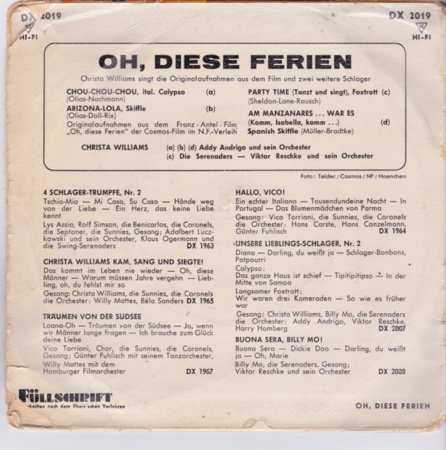 DX 2019
DX 2019
HI-FI
HI-FI
OH, DIESE FERIEN
Christa Williams singt die Originalaufnahmen aus dem Film und zwei weitere Schlager
CHOU-CHOU-CHOU, ital. Calypso (a)
(Olias-Nachmann)
ARIZONA-LOLA, Skiffle (b)
(Olias-Doll-Rix)
Originalaufnahmen aus dem Franz - Antel - Film
„Oh, diese Ferien" der Cosmos-Film im N.F.-Verleih
PARTY TIME (Tanzt und singt), Foxtrott (c)
(Sheldon-Lane-Rausch)
AM MANZANARES . . . WAR ES
(Komm, Isabella, komm . . .) (d)
Spanish Skiffle (Müller-Bradtke)
CHRISTA WILLIAMS (a) (b) (d) Addy Andrigo und sein Orchester
(c) Die Serenaders — Viktor Reschke und sein Orchester
Foto: Teldec / Cosmos / NF / Haenchen
4 SCHLAGER-TRUMPFE, Nr. 2
Tschio-Mio — Mi Casa, Su Casa — Hände weg
von der Liebe — Ein Herz, das keine Liebe
kennt
Lys Assia, Ralf Simson, die Benicarlos, die Coronels,
die Septoner, die Sunnies, Gesang; Adalbert Lucz-
kowski und sein Orchester, Klaus Ogermann und
die Swing-Serenaders DX 1963
CHRISTA WILLIAMS KAM, SANG UND SIEGTE!
Das kommt im Leben nie wieder — Oh, diese
Männer — Warum müssen Jahre vergehn — Lieb-
ling, oh, du fehlst mir so
Gesang: Christa Williams, die Sunnies, die Coronels
die Orchester: Willy Mattes, Béla Sanders DX 1965
TRÄUMEN VON DER SUDSEE
Loana-Oh — Träumen von der Südsee — Ja, wenn
wir Männer lange fragen — Ich brauche zum Glück
deine Liebe
Vico Torriani, Chor, die Sunnies, die Coronels,
Gesang; Günter Fuhlisch mit seinem Tanzorchester,
Willy Mattes mit dem
Hamburger Filmorchester DX 1967
HALLO, VICO!
Ein echter Italiano — Tausendundeine Nacht — In
Portugal — Das Blumenmädchen von Parma
Gesang: Vico Torriani, die Sunnies, die Coronels
die Orchester: Hans Carste, Hans Conzelmann,
Günter Fuhlisch DX 1964
UNSERE LIEBLINGS-SCHLAGER, Nr. 2
Diana — Darling, du weißt ja — Schlager-Bonbons,
Potpourri
Calypso:
Das ganze Haus ist schief — Tipitipitipso — In der
Mitte von Samoa
Langsamer Foxtrott:
Wir waren drei Kameraden — So wie es früher
war
Gesang: Christa Williams, Billy Mo, die Serenaders
die Orchester: Addy Andrigo, Viktor Reschke,
Harry Homberg DX 2007
BUONA SERA, BILLY MO!
Buona Sera — Dickie Doo — Darling, du weißt
ja — Oh, Marie
Billy Mo, die Serenaders, Gesang;
Viktor Reschke und sein Orchester DX 2003
FÜLLSCHRIFT
OH, DIESE FERIEN